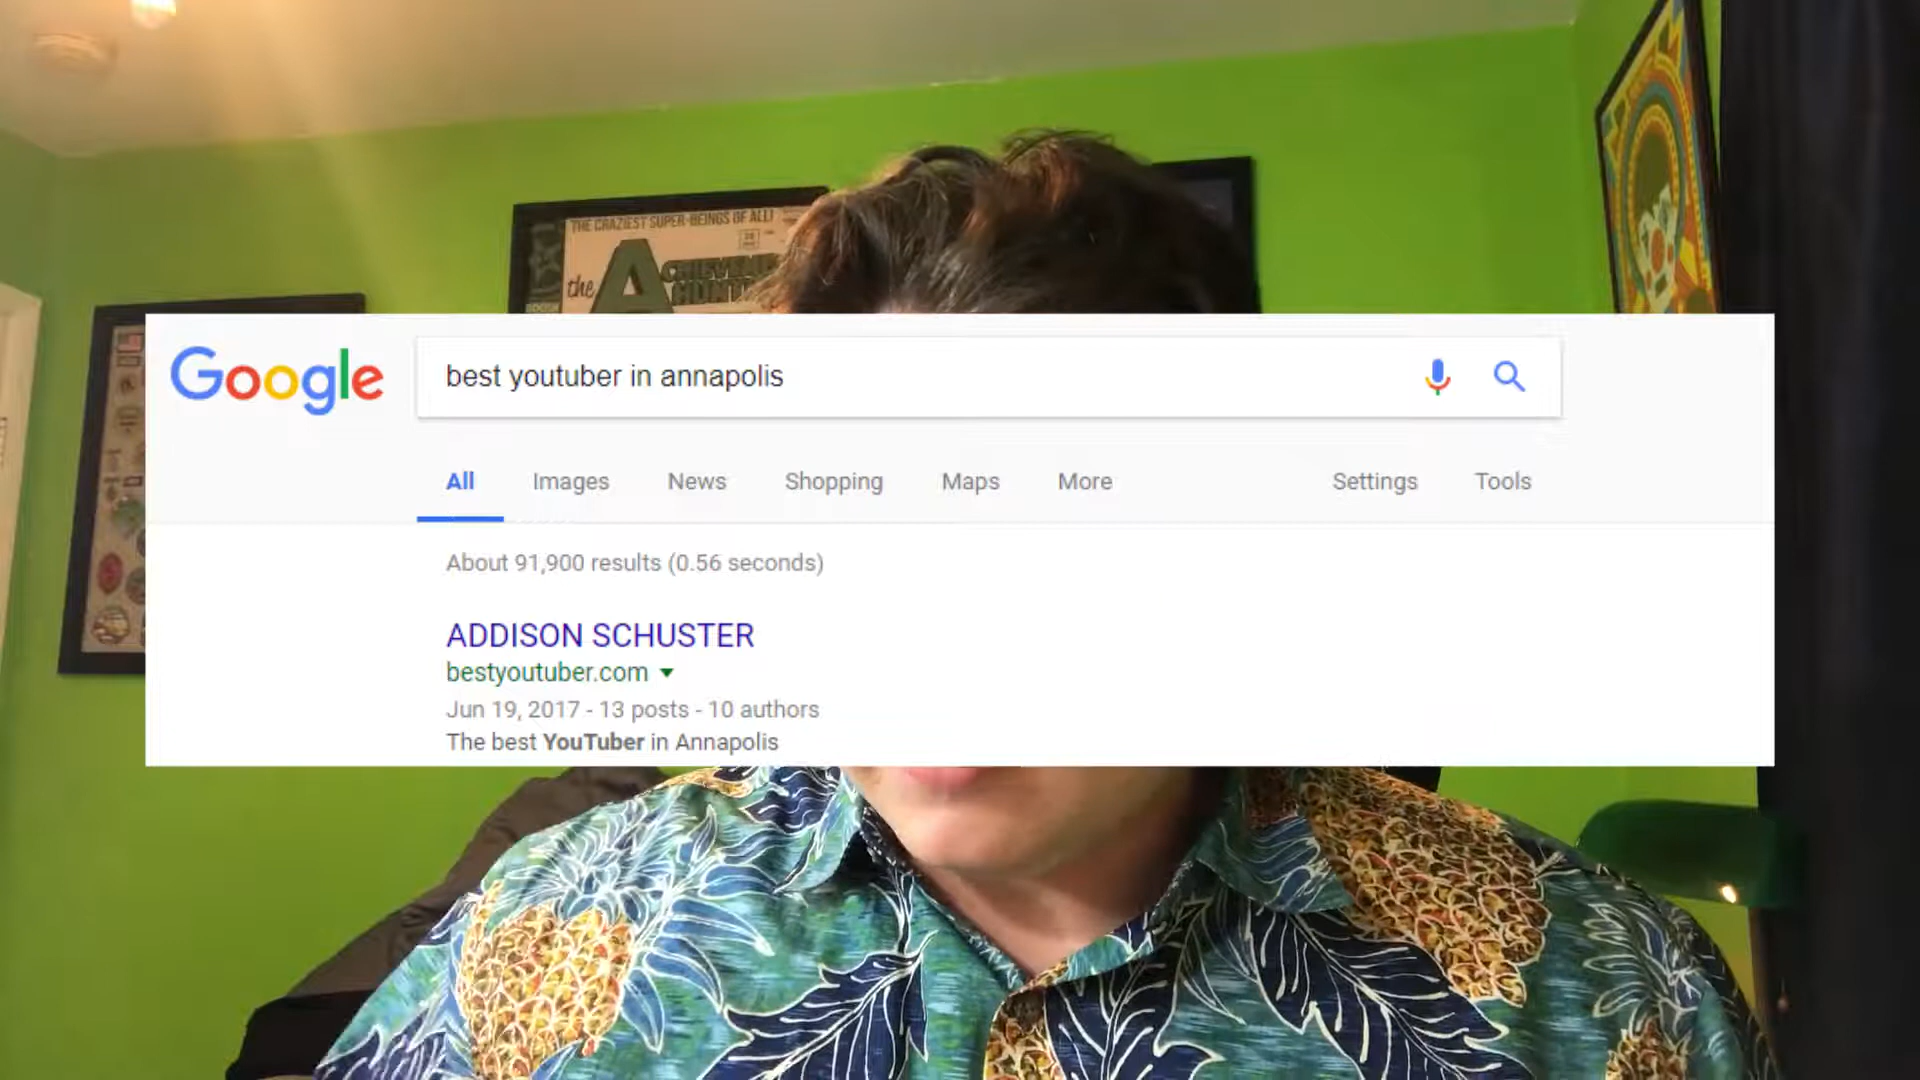 THE CRAZIEST SUPER-BEINGS OF ALL!
the
Google
best youtuber in annapolis
All Images News Shopping Maps More Settings Tools
About 91,900 results (0.56 seconds)
ADDISON SCHUSTER
bestyoutuber.com
Jun 19, 2017 - 13 posts - 10 authors
The best YouTuber in Annapolis